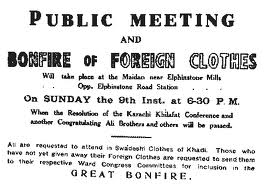 PUBLIC MEETING
AND
BONFIRE OF FOREIGN CLOTHES
Will take place at the Maidan near Elphinstone Mills
Opp. Elphinstone Road Station
On SUNDAY the 9th Inst. at 6-30 P.M.
When the Resolution of the Karachi Khilafat Conference and
another Congratulating Ali Brothers and others will be passed.
All are requested to attend in Swadeshi Clothes of Khadi. Those who
have not yet given away their Foreign Clothes are requested to send them
to their respective Ward Congress Committees for inclusion in the
GREAT BONFIRE.